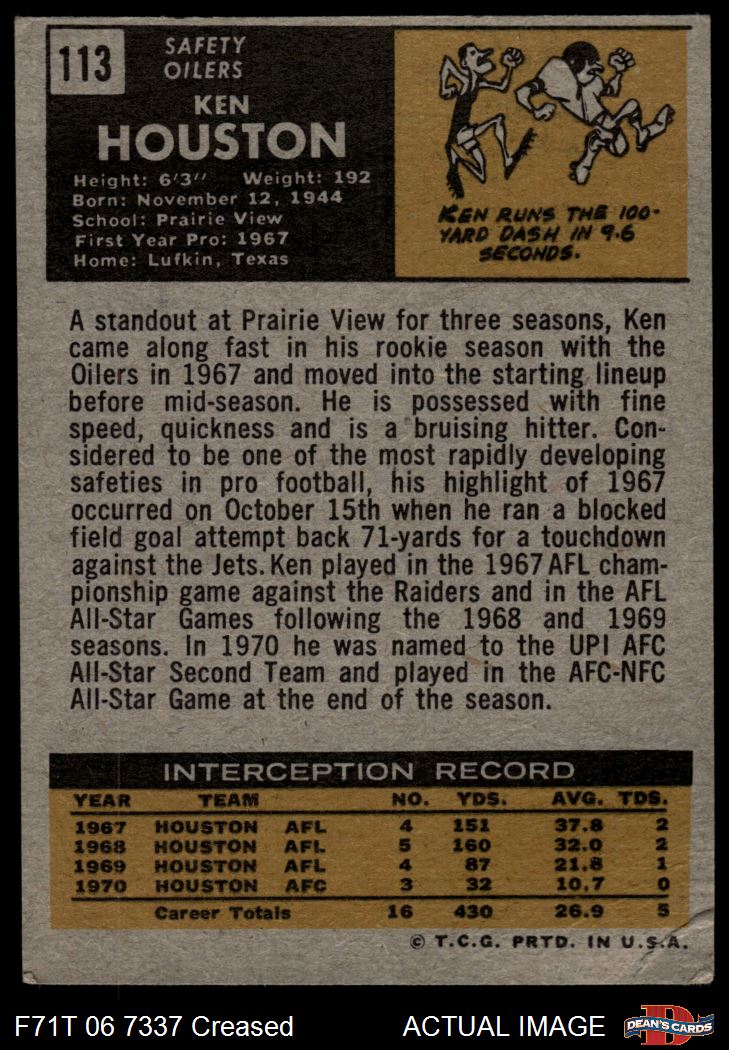 113
SAFETY
OILERS
KEN
HOUSTON
Height: 6'3" Weight: 192
Born: November 12, 1944
School: Prairie View
First Year Pro: 1967
Home: Lufkin, Texas
KEN RUNS THE 100-
YARD DASH IN 9.6
SECONDS.
A standout at Prairie View for three seasons, Ken
came along fast in his rookie season with the
Oilers in 1967 and moved into the starting lineup
before mid-season. He is possessed with fine
speed, quickness and is a bruising hitter. Con-
sidered to be one of the most rapidly developing
safeties in pro football, his highlight of 1967
occurred on October 15th when he ran a blocked
field goal attempt back 71-yards for a touchdown
against the Jets. Ken played in the 1967 AFL cham-
pionship game against the Raiders and in the AFL
All-Star Games following the 1968 and 1969
seasons. In 1970 he was named to the UPI AFC
All-Star Second Team and played in the AFC-NFC
All-Star Game at the end of the season.
INTERCEPTION RECORD
YEAR TEAM NO. YDS. AVG. TDS.
1967 HOUSTON AFL 4 151 37.8 2
1968 HOUSTON AFL 5 160 32.0 2
1969 HOUSTON AFL 4 87 21.8 1
1970 HOUSTON AFC 3 32 10.7 0
Career Totals 16 430 26.9 5
© T.C.G. PRTD. IN U.S.A.
F71T 06 7337 Creased ACTUAL IMAGE DEAN'S CARDS